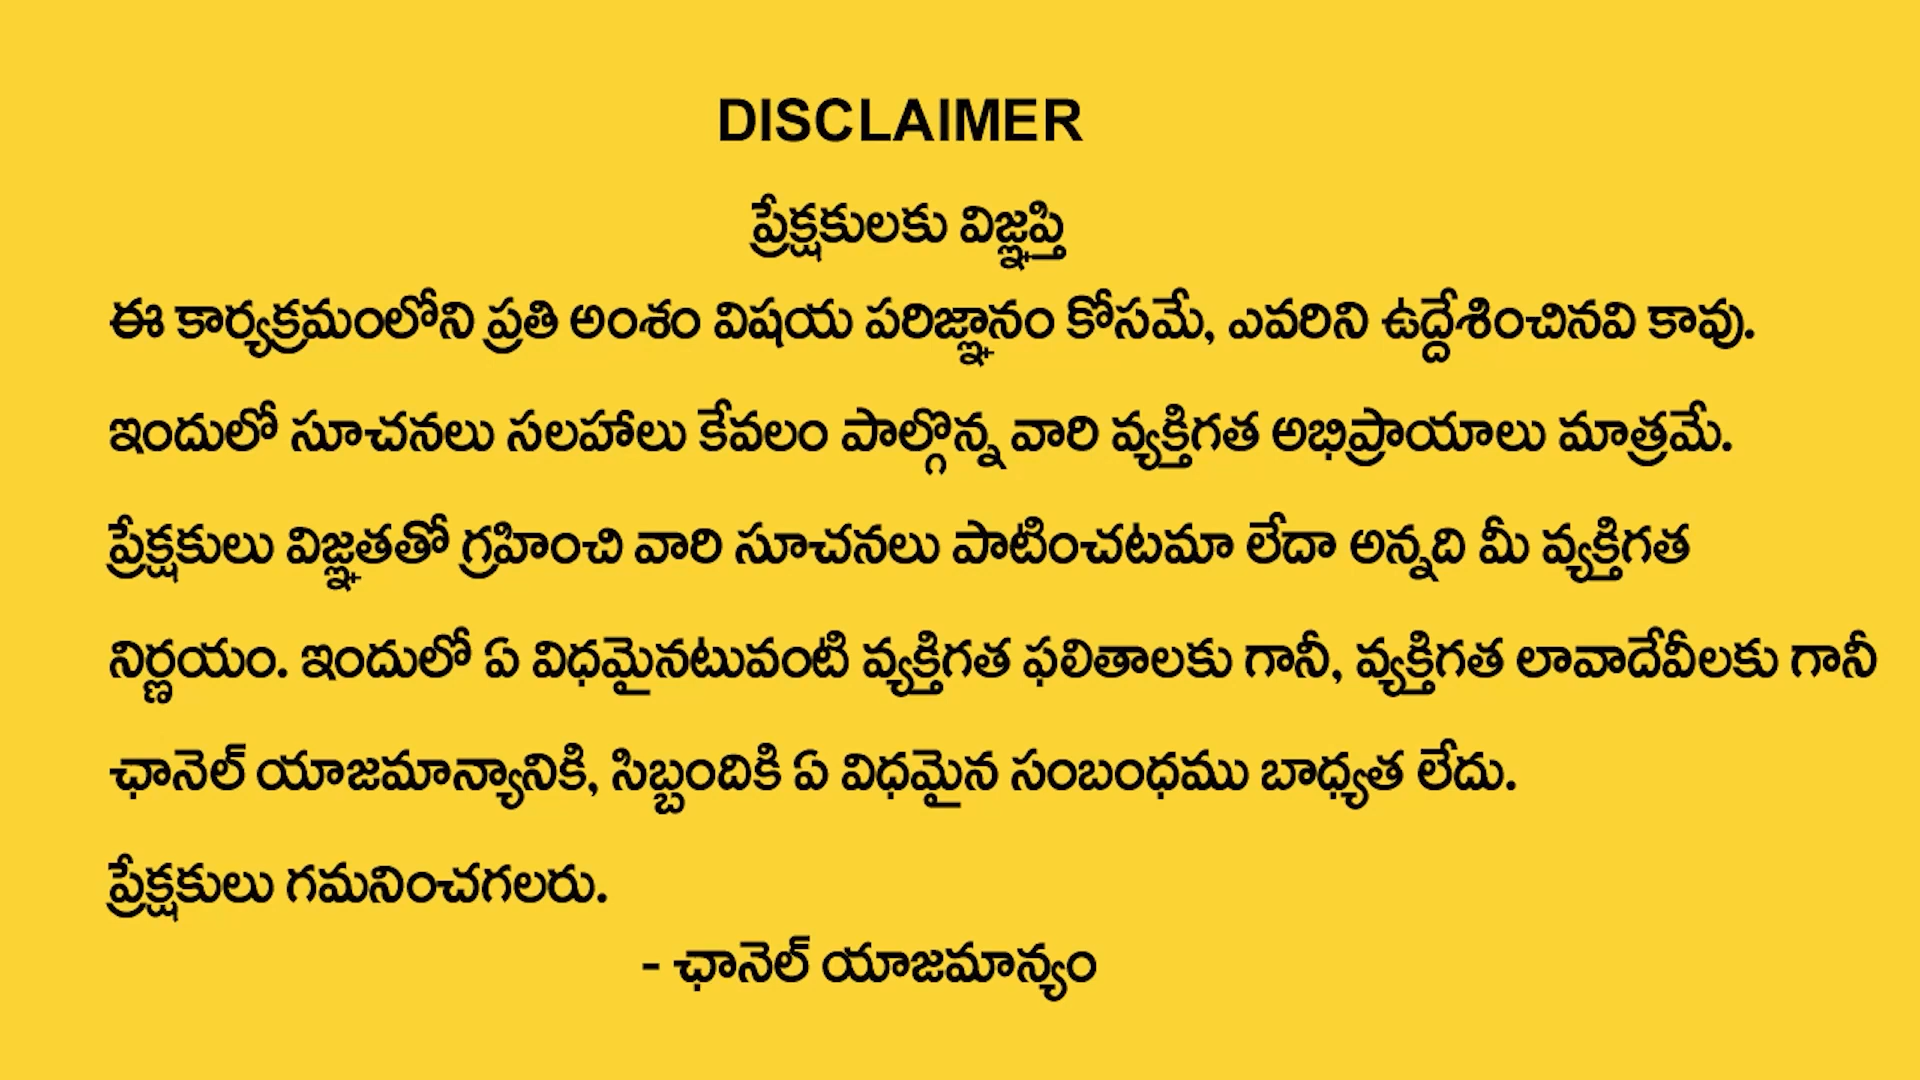 DISCLAIMER
ప్రేక్షకులకు విజ్ఞప్తి
ఈ కార్యక్రమంలోని ప్రతి అంశం విషయ పరిజ్ఞానం కోసమే, ఎవరిని ఉద్దేశించినవి కావు.
ఇందులో సూచనలు సలహాలు కేవలం పాల్గొన్న వారి వ్యక్తిగత అభిప్రాయాలు మాత్రమే.
ప్రేక్షకులు విజ్ఞతతో గ్రహించి వారి సూచనలు పాటించటమా లేదా అన్నది మీ వ్యక్తిగత
నిర్ణయం. ఇందులో ఏ విధమైనటువంటి వ్యక్తిగత ఫలితాలకు గానీ, వ్యక్తిగత లావాదేవీలకు గానీ
ఛానెల్ యాజమాన్యానికి, సిబ్బందికి ఏ విధమైన సంబంధము బాధ్యత లేదు.
ప్రేక్షకులు గమనించగలరు.
- ఛానెల్ యాజమాన్యం